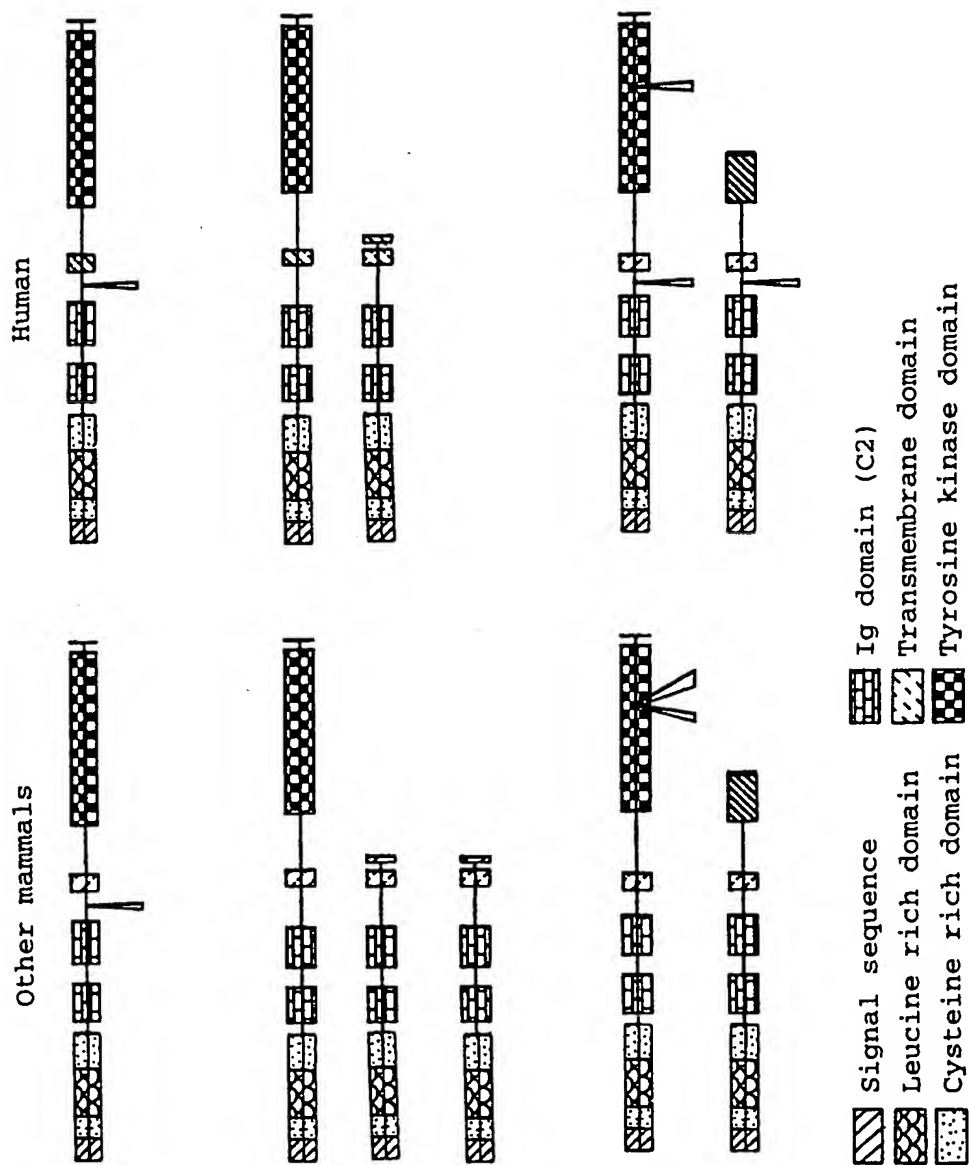 Other mammals
Human
Signal sequence
Leucine rich domain
Cysteine rich domain
Ig domain (C2)
Transmembrane domain
Tyrosine kinase domain